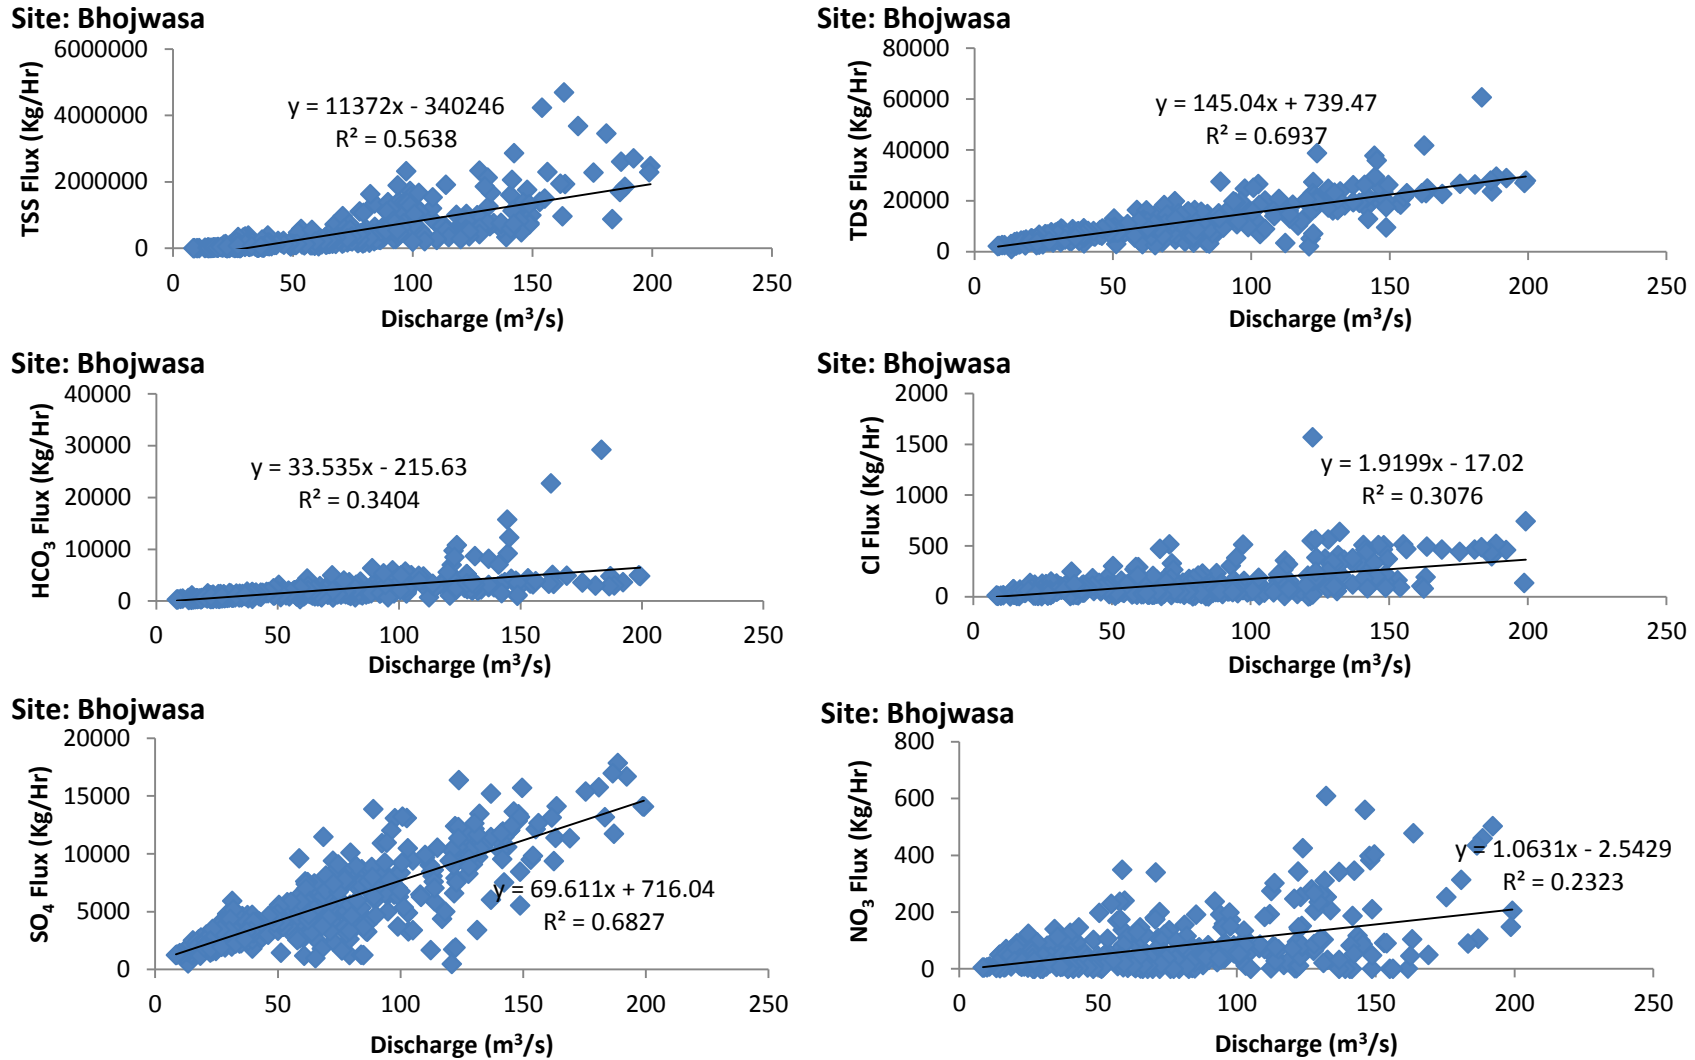 Site: Bhojwasa
TSS Flux (Kg/Hr)
6000000
4000000
2000000
0
y = 11372x - 340246
R² = 0.5638
0 50 100 150 200 250
Discharge (m³/s)
Site: Bhojwasa
TDS Flux (Kg/Hr)
80000
60000
40000
20000
0
y = 145.04x + 739.47
R² = 0.6937
0 50 100 150 200 250
Discharge (m³/s)
Site: Bhojwasa
HCO₃ Flux (Kg/Hr)
40000
30000
20000
10000
0
y = 33.535x - 215.63
R² = 0.3404
0 50 100 150 200 250
Discharge (m³/s)
Site: Bhojwasa
Cl Flux (Kg/Hr)
2000
1500
1000
500
0
y = 1.9199x - 17.02
R² = 0.3076
0 50 100 150 200 250
Discharge (m³/s)
Site: Bhojwasa
SO₄ Flux (Kg/Hr)
20000
15000
10000
5000
0
y = 69.611x + 716.04
R² = 0.6827
0 50 100 150 200 250
Discharge (m³/s)
Site: Bhojwasa
NO₃ Flux (Kg/Hr)
800
600
400
200
0
y = 1.0631x - 2.5429
R² = 0.2323
0 50 100 150 200 250
Discharge (m³/s)